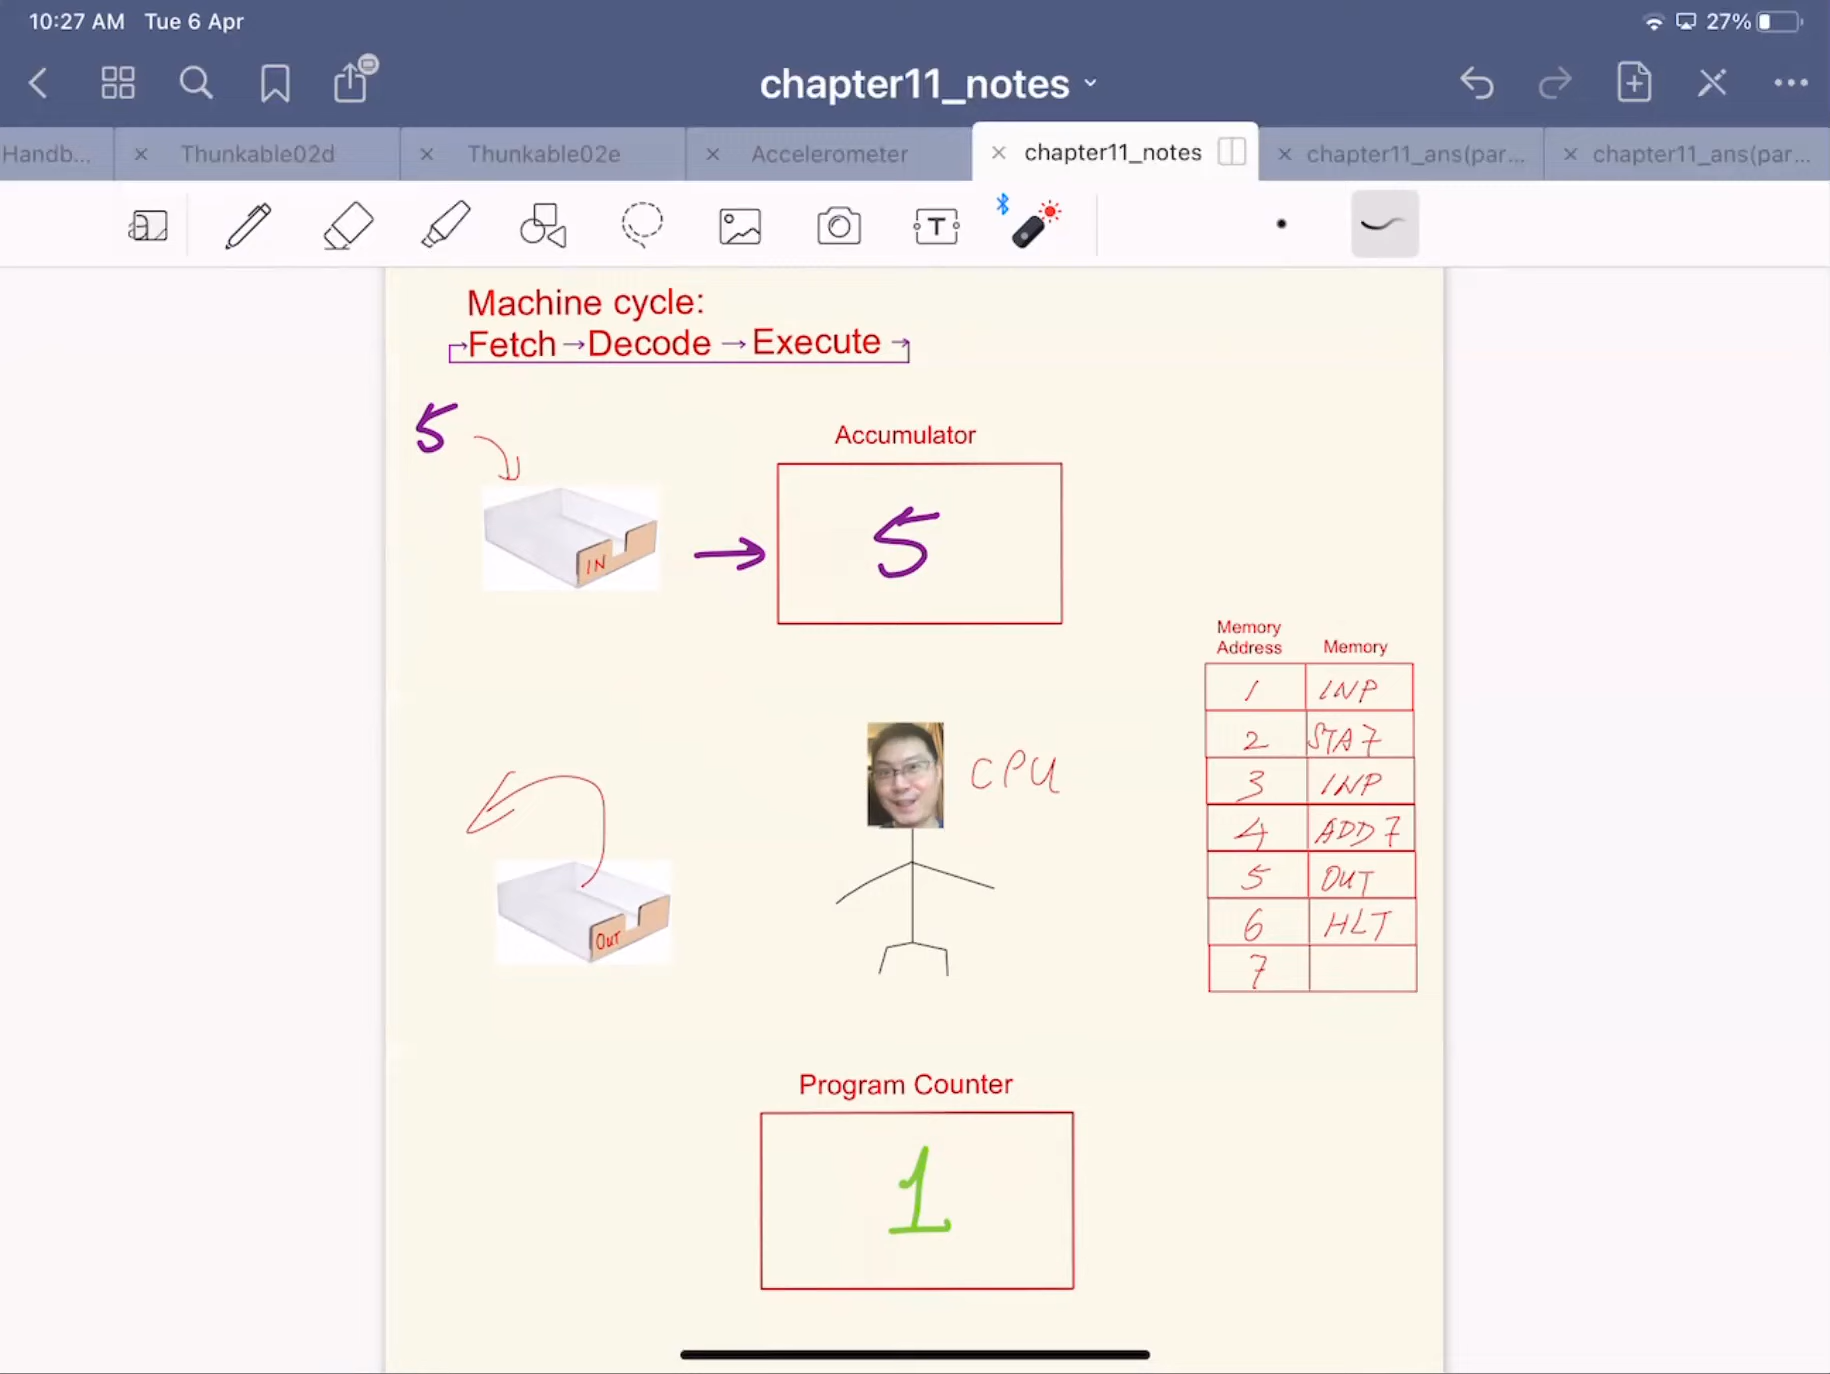 10:27 AM Tue 6 Apr
27%
chapter11_notes
Handb...
Thunkable02d
Thunkable02e
Accelerometer
chapter11_notes
chapter11_ans(par...
chapter11_ans(par...
T
Machine cycle:
Fetch → Decode → Execute
5
Accumulator
5
IN
Memory Address Memory
1 INP
2 STA 7
3 INP
4 ADD 7
5 OUT
6 HLT
7
CPU
OUT
Program Counter
1